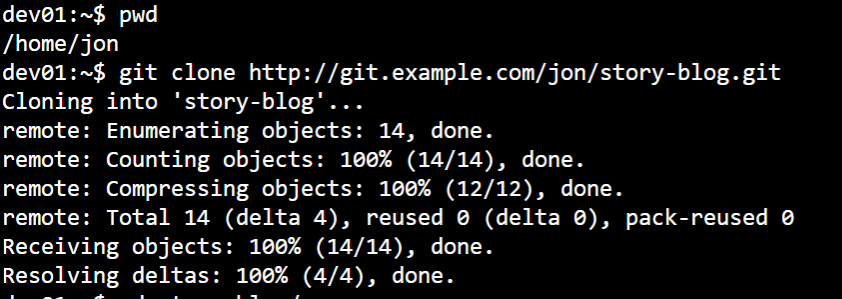 dev01:~$ pwd
/home/jon
dev01:~$ git clone http://git.example.com/jon/story-blog.git
Cloning into 'story-blog'...
remote: Enumerating objects: 14, done.
remote: Counting objects: 100% (14/14), done.
remote: Compressing objects: 100% (12/12), done.
remote: Total 14 (delta 4), reused 0 (delta 0), pack-reused 0
Receiving objects: 100% (14/14), done.
Resolving deltas: 100% (4/4), done.